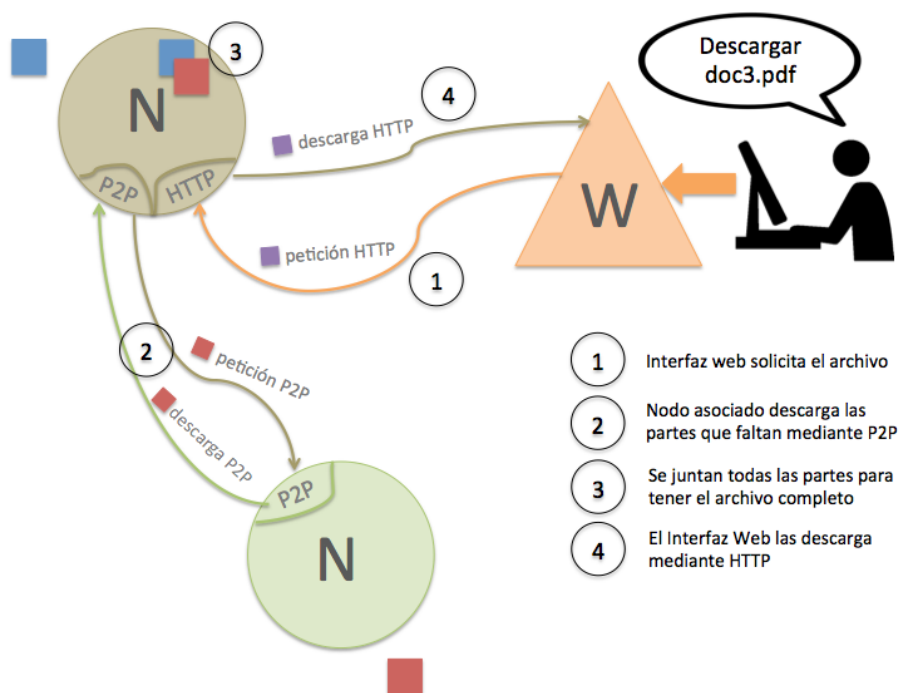 3
N
P2P
HTTP
4
descarga HTTP
Descargar
doc3.pdf
W
petición HTTP
1
2
petición P2P
descarga P2P
P2P
N
1
Interfaz web solicita el archivo
2
Nodo asociado descarga las
partes que faltan mediante P2P
3
Se juntan todas las partes para
tener el archivo completo
4
El Interfaz Web las descarga
mediante HTTP